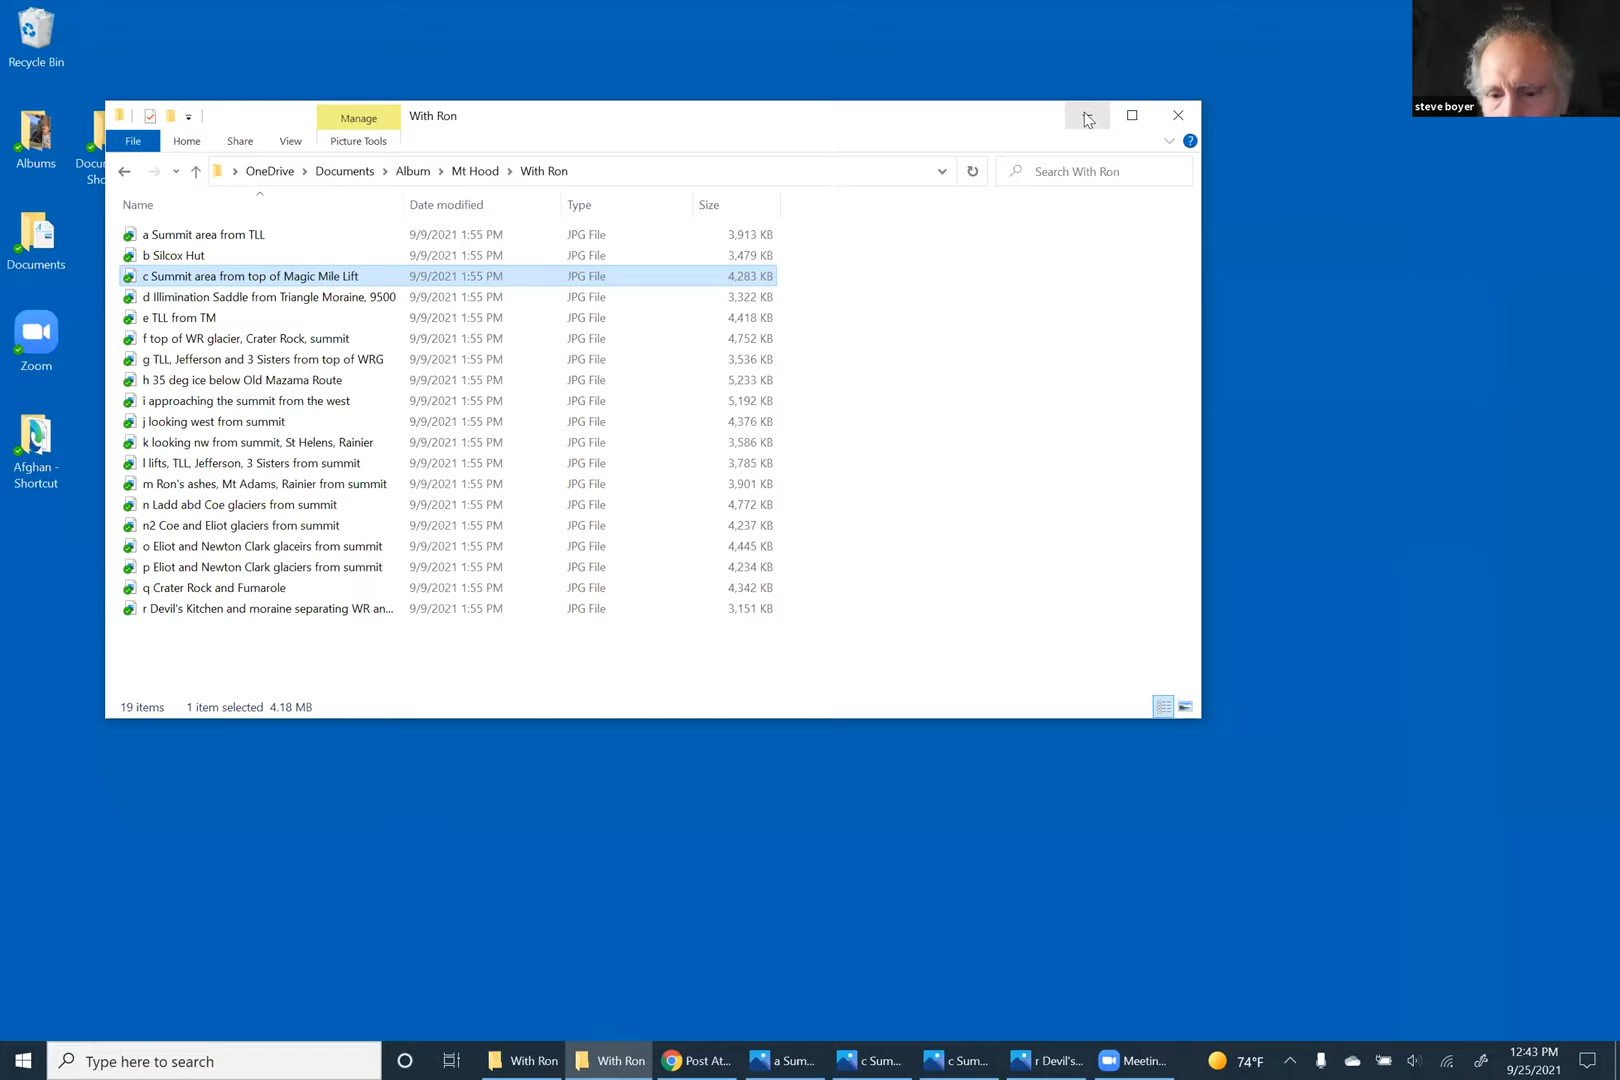 Recycle Bin
steve boyer
Albums
Docu
Sho
Documents
Zoom
Afghan -
Shortcut
Manage
With Ron
File
Home
Share
View
Picture Tools
OneDrive > Documents > Album > Mt Hood > With Ron
Search With Ron
Name Date modified Type Size
a Summit area from TLL 9/9/2021 1:55 PM JPG File 3,913 KB
b Silcox Hut 9/9/2021 1:55 PM JPG File 3,479 KB
c Summit area from top of Magic Mile Lift 9/9/2021 1:55 PM JPG File 4,283 KB
d Illimination Saddle from Triangle Moraine, 9500 9/9/2021 1:55 PM JPG File 3,322 KB
e TLL from TM 9/9/2021 1:55 PM JPG File 4,418 KB
f top of WR glacier, Crater Rock, summit 9/9/2021 1:55 PM JPG File 4,752 KB
g TLL, Jefferson and 3 Sisters from top of WRG 9/9/2021 1:55 PM JPG File 3,536 KB
h 35 deg ice below Old Mazama Route 9/9/2021 1:55 PM JPG File 5,233 KB
i approaching the summit from the west 9/9/2021 1:55 PM JPG File 5,192 KB
j looking west from summit 9/9/2021 1:55 PM JPG File 4,376 KB
k looking nw from summit, St Helens, Rainier 9/9/2021 1:55 PM JPG File 3,586 KB
l lifts, TLL, Jefferson, 3 Sisters from summit 9/9/2021 1:55 PM JPG File 3,785 KB
m Ron's ashes, Mt Adams, Rainier from summit 9/9/2021 1:55 PM JPG File 3,901 KB
n Ladd abd Coe glaciers from summit 9/9/2021 1:55 PM JPG File 4,772 KB
n2 Coe and Eliot glaciers from summit 9/9/2021 1:55 PM JPG File 4,237 KB
o Eliot and Newton Clark glaceirs from summit 9/9/2021 1:55 PM JPG File 4,445 KB
p Eliot and Newton Clark glaciers from summit 9/9/2021 1:55 PM JPG File 4,234 KB
q Crater Rock and Fumarole 9/9/2021 1:55 PM JPG File 4,342 KB
r Devil's Kitchen and moraine separating WR an... 9/9/2021 1:55 PM JPG File 3,151 KB
19 items 1 item selected 4.18 MB
Type here to search
With Ron
With Ron
Post At...
a Sum...
c Sum...
c Sum...
r Devil's...
Meetin...
74°F
12:43 PM
9/25/2021